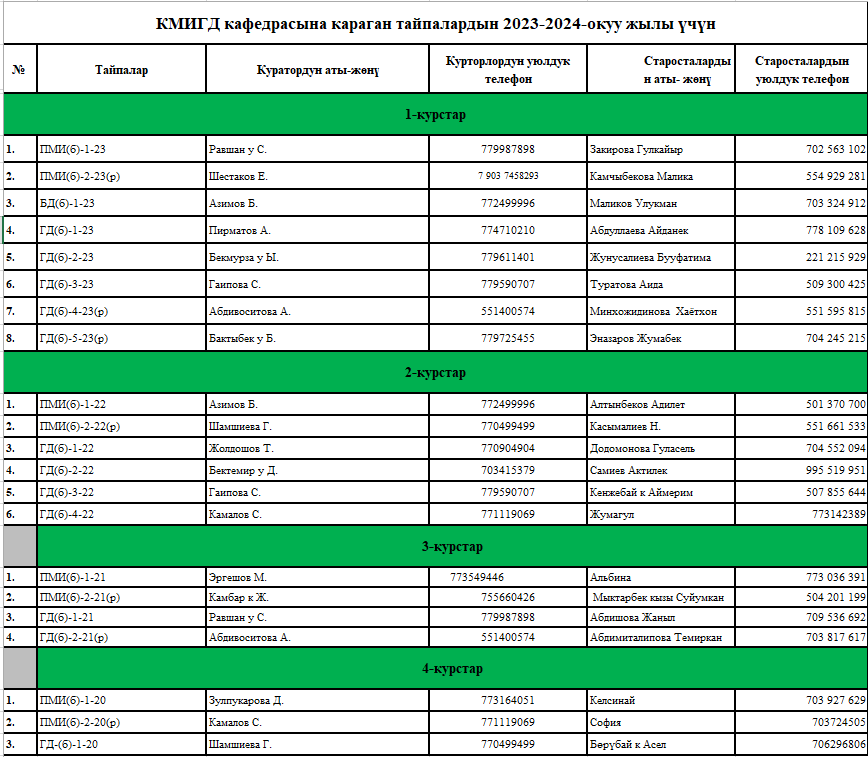 КМИГД кафедрасына караган тайпалардын 2023-2024-окуу жылы үчүн
№ Тайпалар Куратордун аты-жөнү Курторлордун уюлдук телефон Старосталарды н аты- жөнү Старосталардын уюлдук телефон
1-курстар
1. ПМИ(б)-1-23 Равшан у С. 779987898 Закирова Гулкайыр 702 563 102
2. ПМИ(б)-2-23(р) Шестаков Е. 7 903 7458293 Камчыбекова Малика 554 929 281
3. БД(б)-1-23 Азимов Б. 772499996 Маликов Улукман 703 324 912
4. ГД(б)-1-23 Пирматов А. 774710210 Абдуллаева Айданек 778 109 628
5. ГД(б)-2-23 Бекмурза у Ы. 779611401 Жунусалиева Бууфатима 221 215 929
6. ГД(б)-3-23 Гаипова С. 779590707 Туратова Аида 509 300 425
7. ГД(б)-4-23(р) Абдивоситова А. 551400574 Минхожидинова Хаётхон 551 595 815
8. ГД(б)-5-23(р) Бактыбек у Б. 779725455 Эназаров Жумабек 704 245 215
2-курстар
1. ПМИ(б)-1-22 Азимов Б. 772499996 Алтынбеков Адилет 501 370 700
2. ПМИ(б)-2-22(р) Шамшиева Г. 770499499 Касымалиев Н. 551 661 533
3. ГД(б)-1-22 Жолдошов Т. 770904904 Додомонова Гуласель 704 552 094
4. ГД(б)-2-22 Бектемир у Д. 703415379 Самиев Актилек 995 519 951
5. ГД(б)-3-22 Гаипова С. 779590707 Кенжебай к Аймерим 507 855 644
6. ГД(б)-4-22 Камалов С. 771119069 Жумагул 773142389
3-курстар
1. ПМИ(б)-1-21 Эргешов М. 773549446 Альбина 773 036 391
2. ПМИ(б)-2-21(р) Камбар к Ж. 755660426 Мыктарбек кызы Суйумкан 504 201 199
3. ГД(б)-1-21 Равшан у С. 779987898 Абдишова Жаңыл 709 536 692
4. ГД(б)-2-21(р) Абдивоситова А. 551400574 Абдимиталипова Темиркан 703 817 617
4-курстар
1. ПМИ(б)-1-20 Зулпукарова Д. 773164051 Келсинай 703 927 629
2. ПМИ(б)-2-20(р) Камалов С. 771119069 София 703724505
3. ГД-(б)-1-20 Шамшиева Г. 770499499 Бөрүбай к Асел 706296806